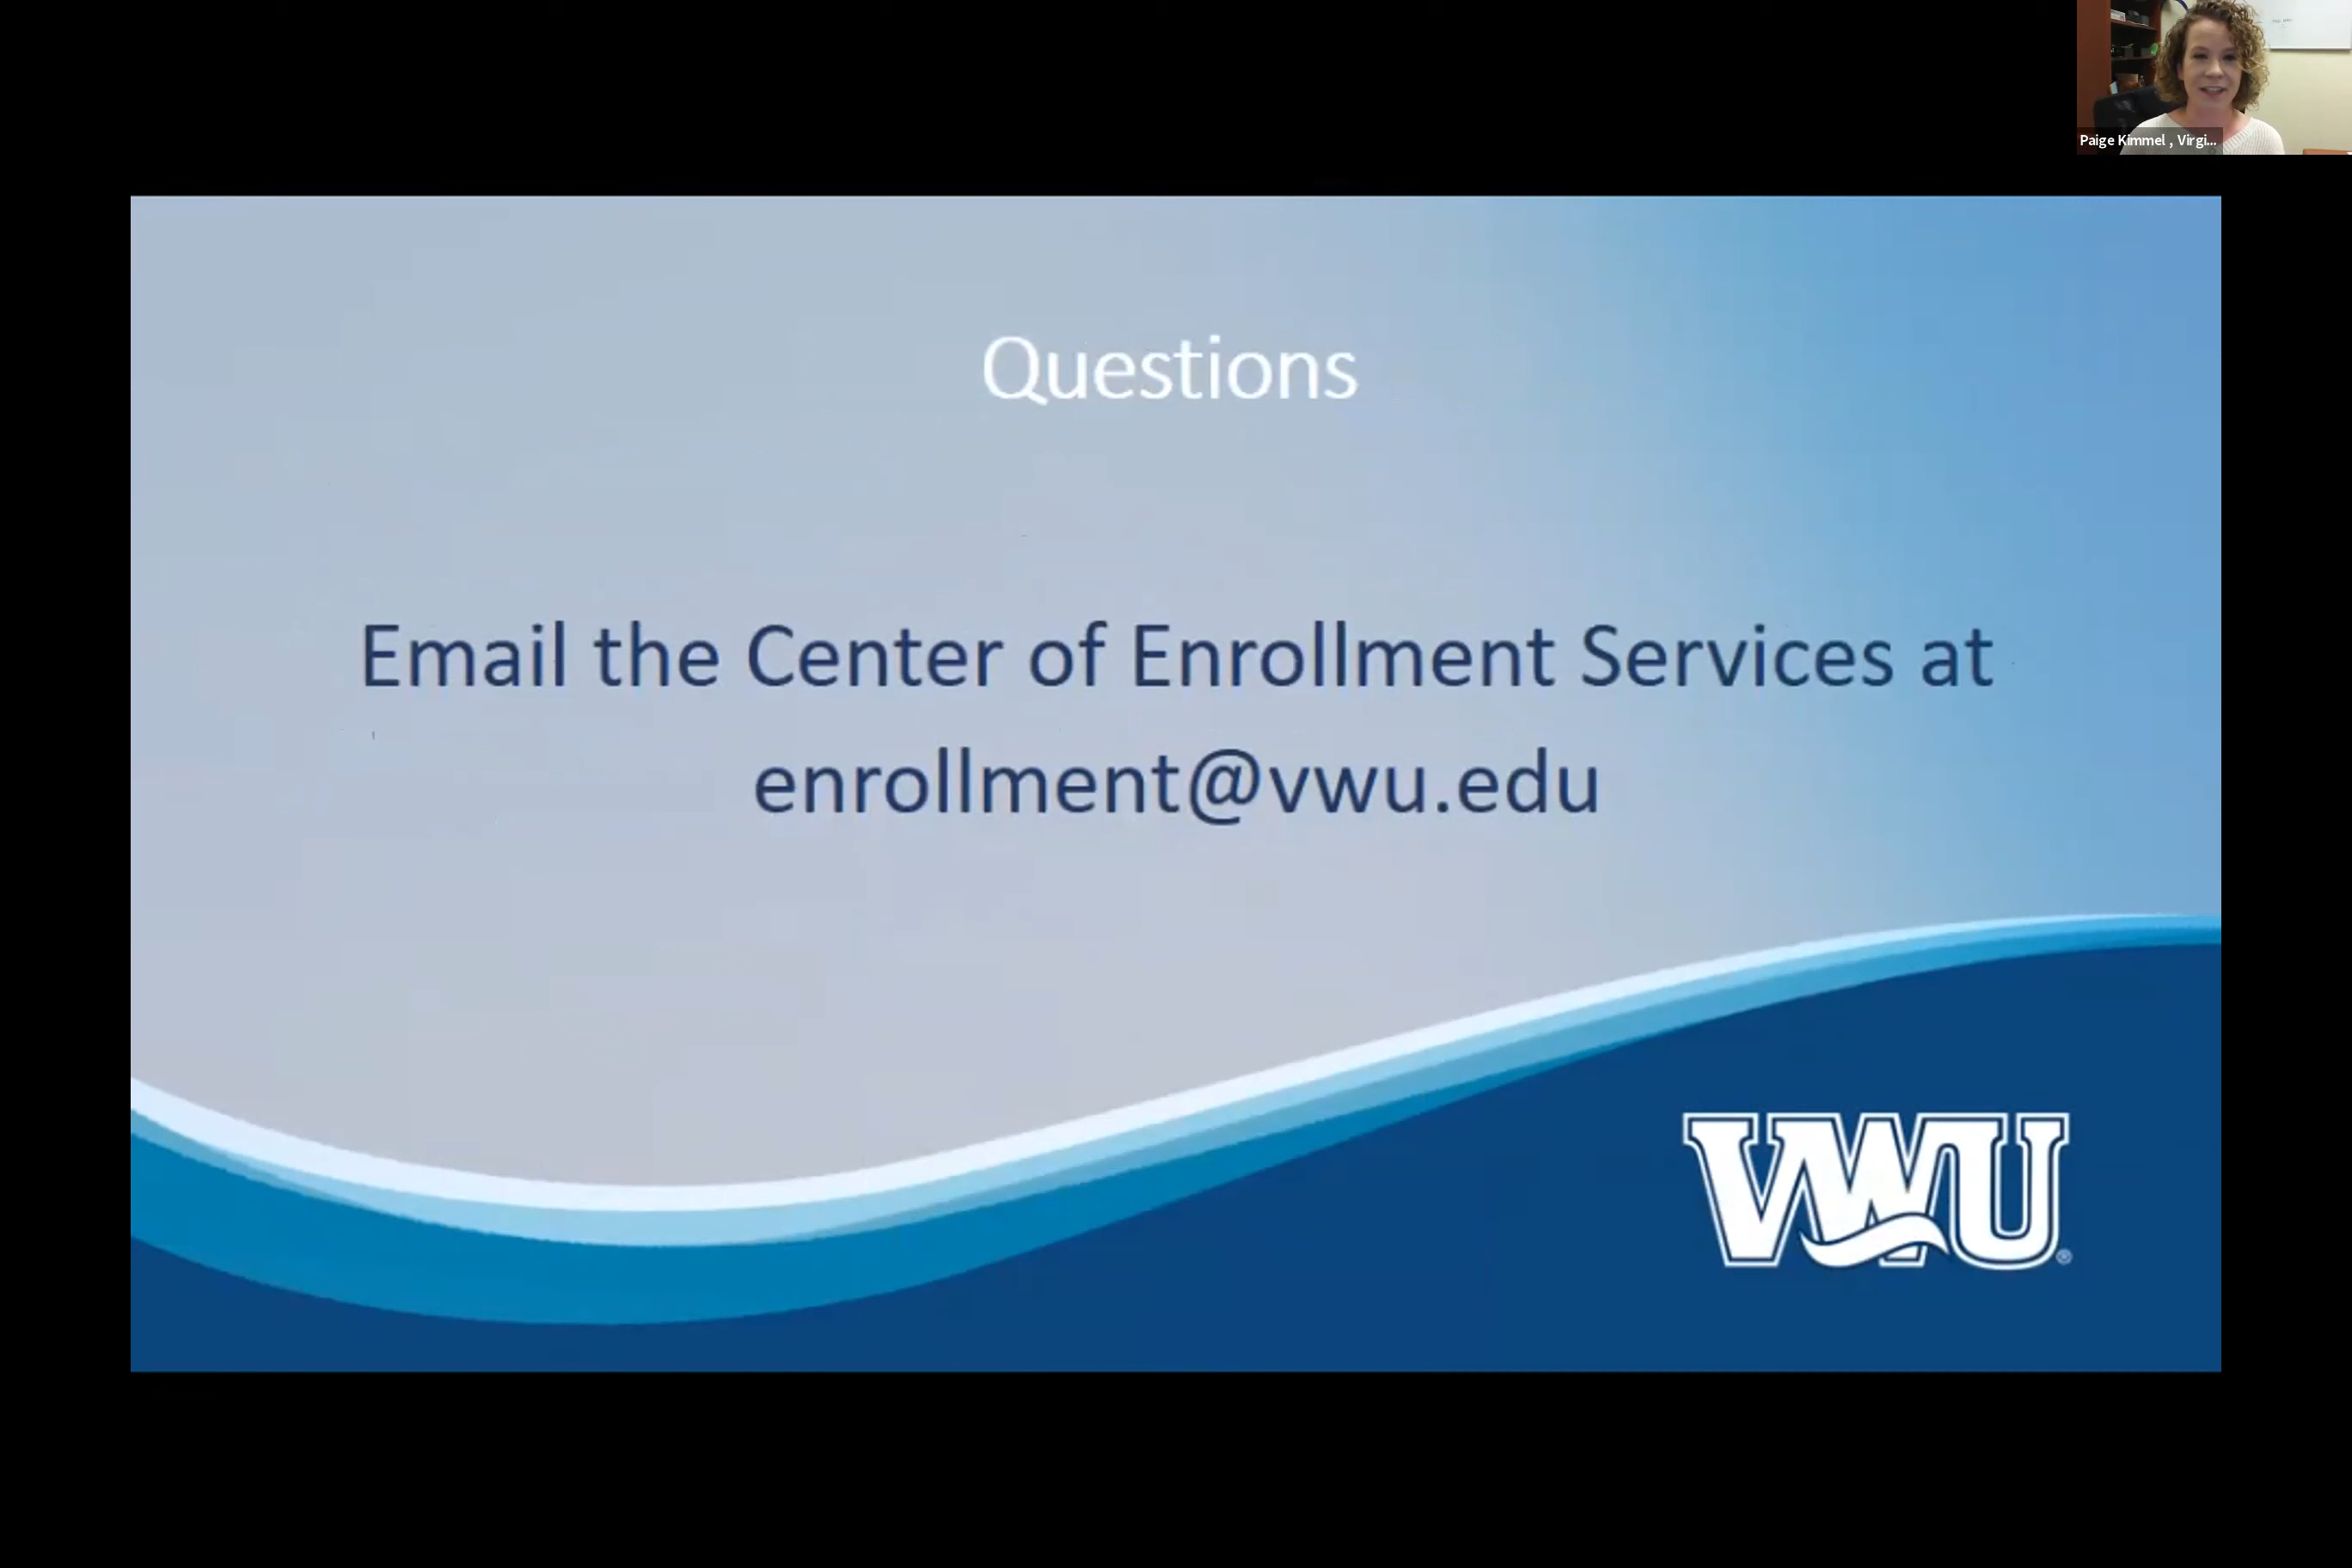 Paige Kimmel , Virgi...
Questions
Email the Center of Enrollment Services at
enrollment@vwu.edu
VWU®